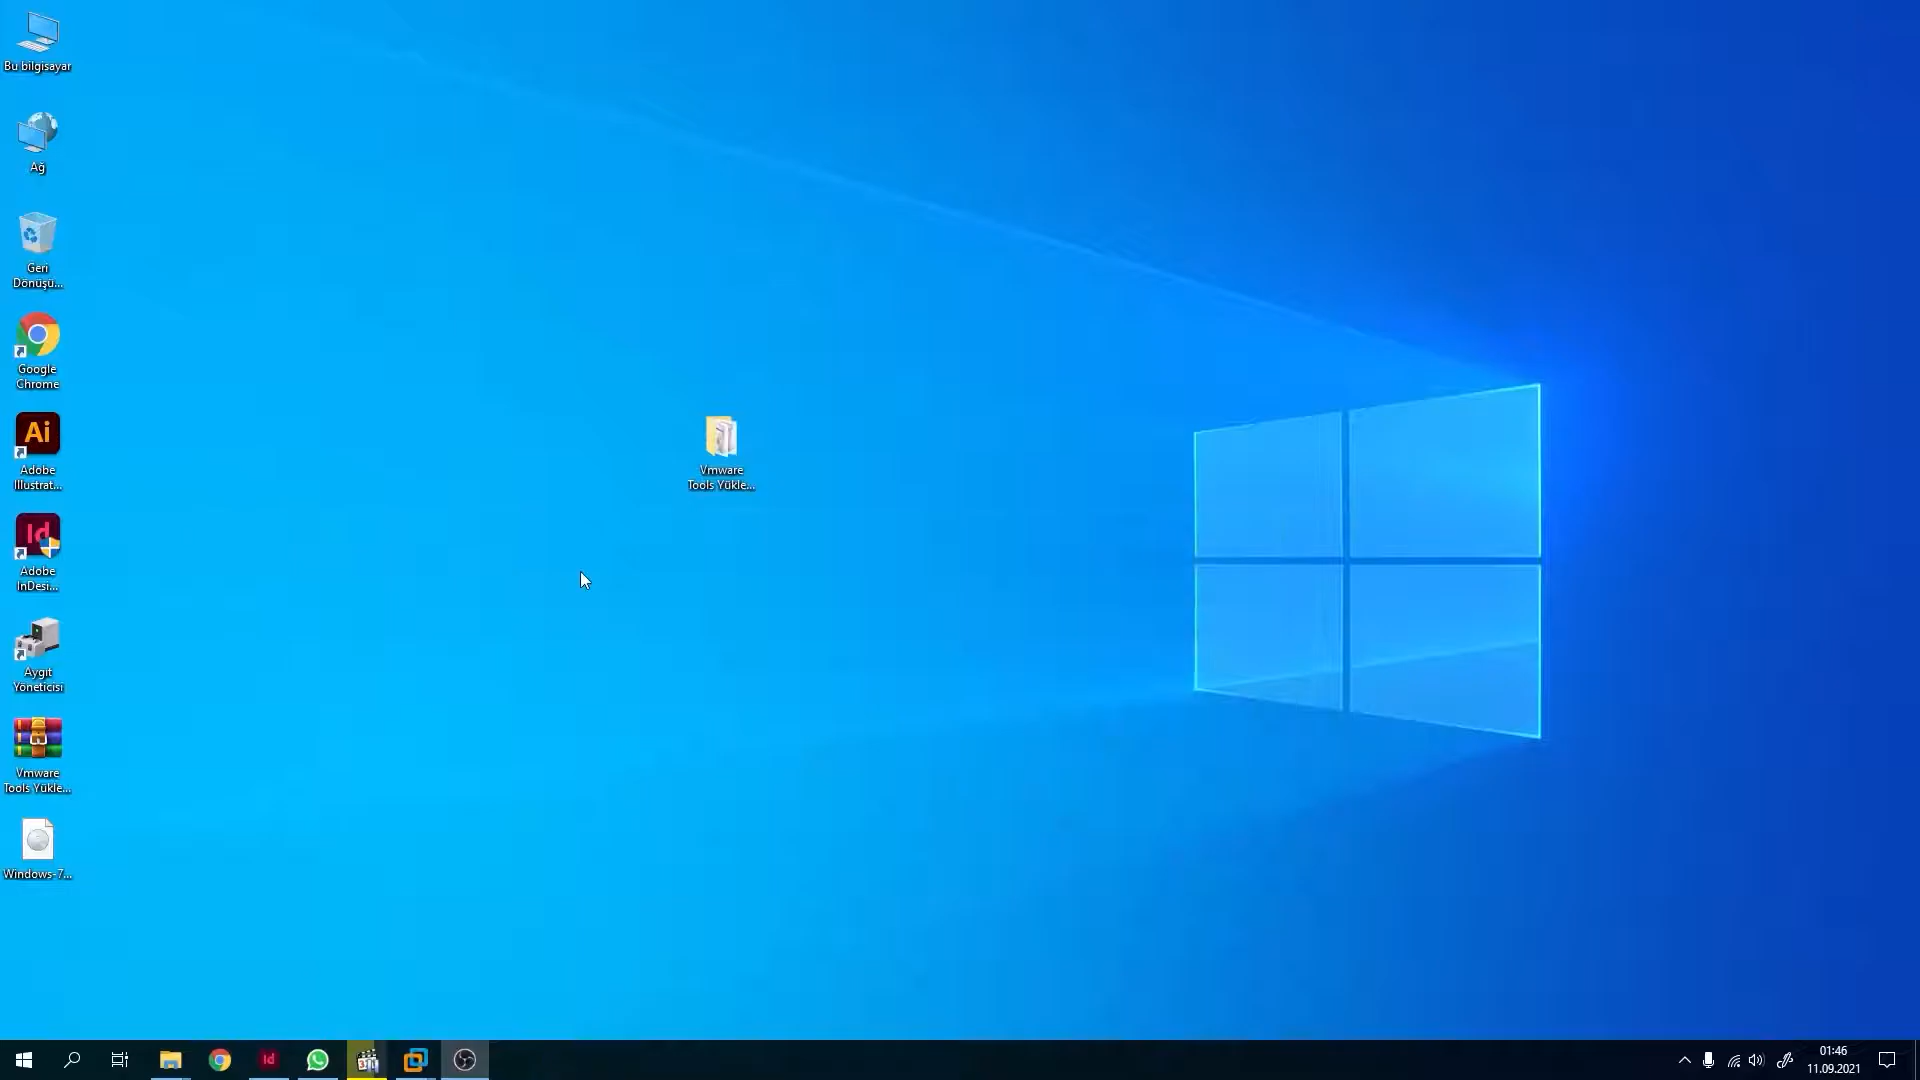 Bu bilgisayar
Ağ
Geri
Dönüşü...
Google
Chrome
Ai
Adobe
Illustrat...
Id
Adobe
InDesi...
Aygıt
Yöneticisi
Vmware
Tools Yükle...
Windows-7...
Vmware
Tools Yükle...
Id
01:46
11.09.2021